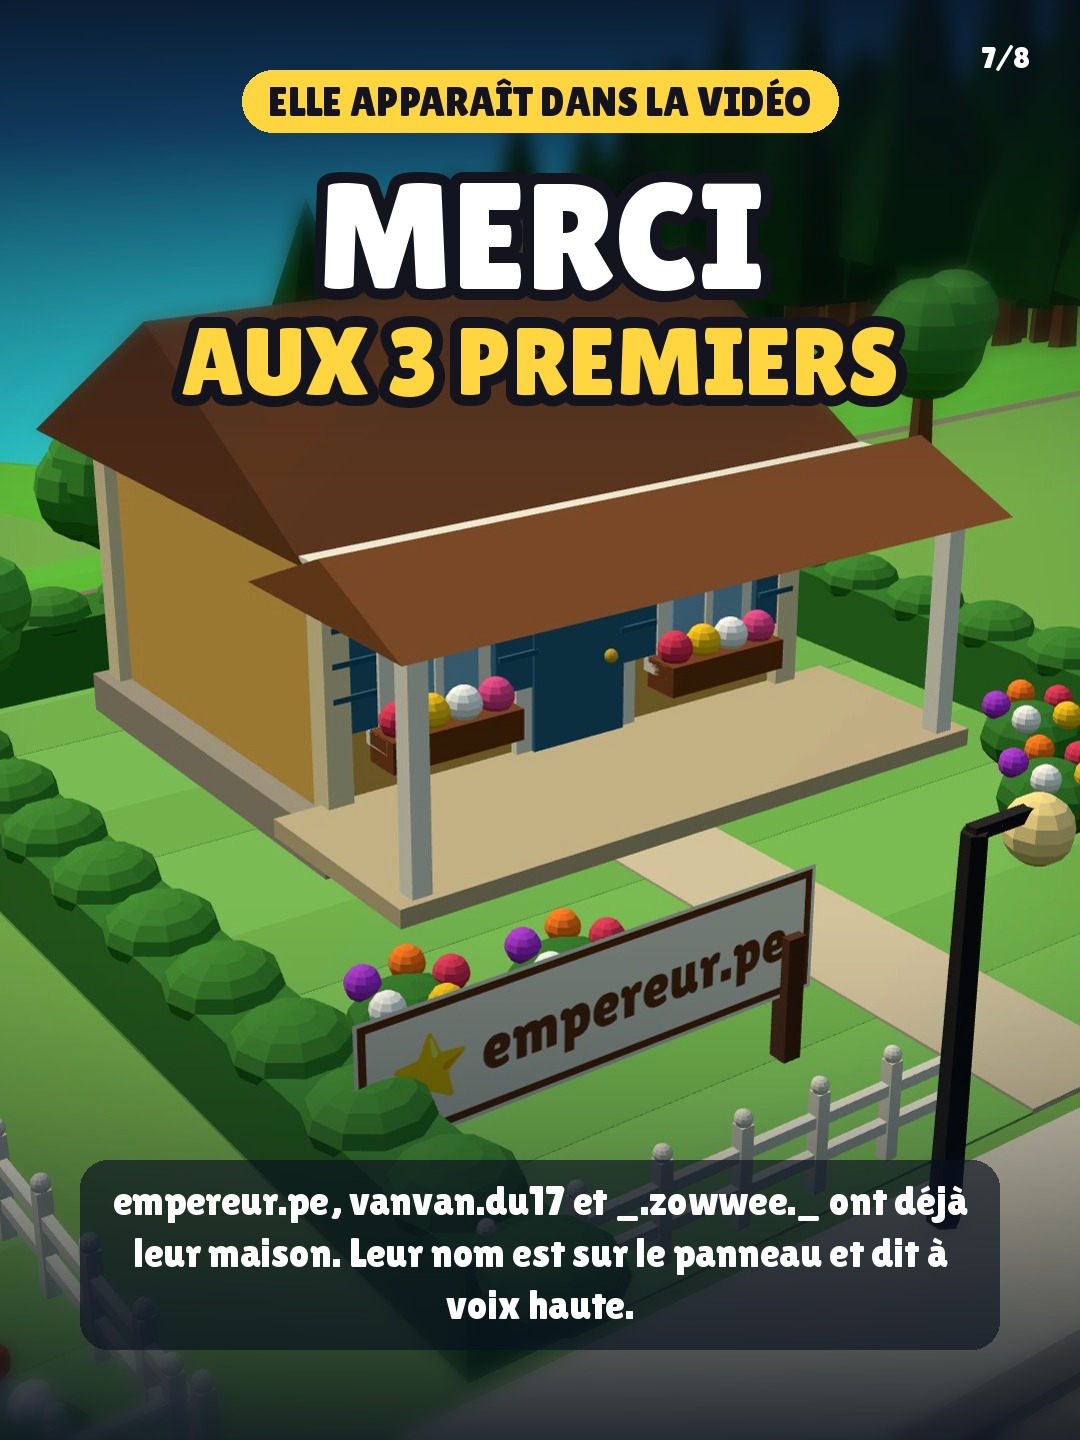 7/8
ELLE APPARAÎT DANS LA VIDÉO
MERCI
AUX 3 PREMIERS
empereur.pe
empereur.pe, vanvan.du17 et _.zowwee._ ont déjà
leur maison. Leur nom est sur le panneau et dit à
voix haute.